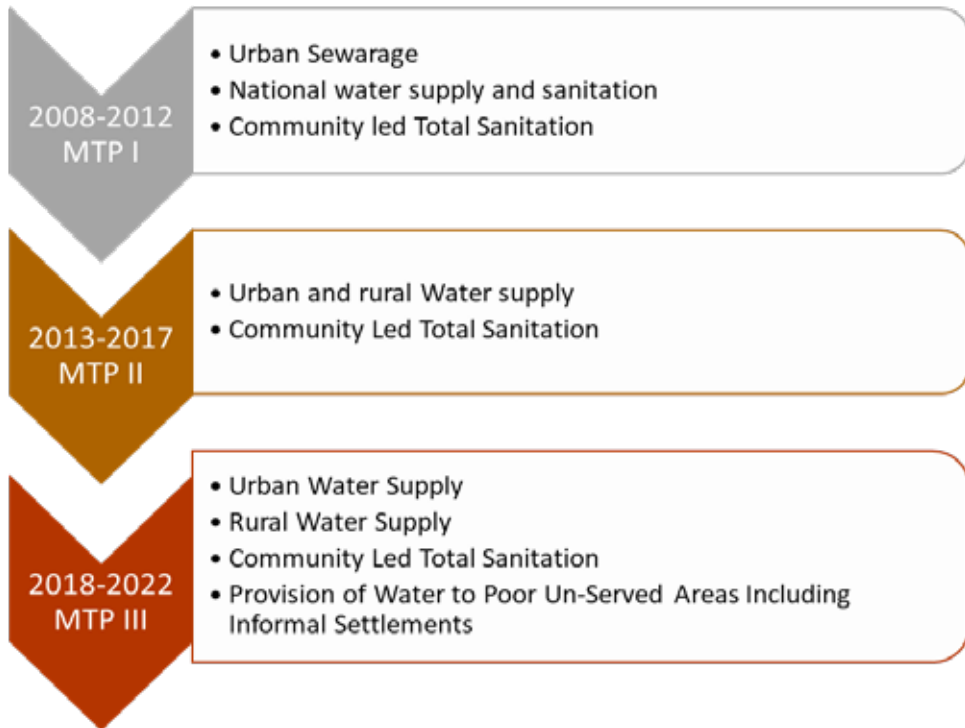 2008-2012
MTP I
• Urban Sewarage
• National water supply and sanitation
• Community led Total Sanitation
2013-2017
MTP II
• Urban and rural Water supply
• Community Led Total Sanitation
2018-2022
MTP III
• Urban Water Supply
• Rural Water Supply
• Community Led Total Sanitation
• Provision of Water to Poor Un-Served Areas Including
Informal Settlements